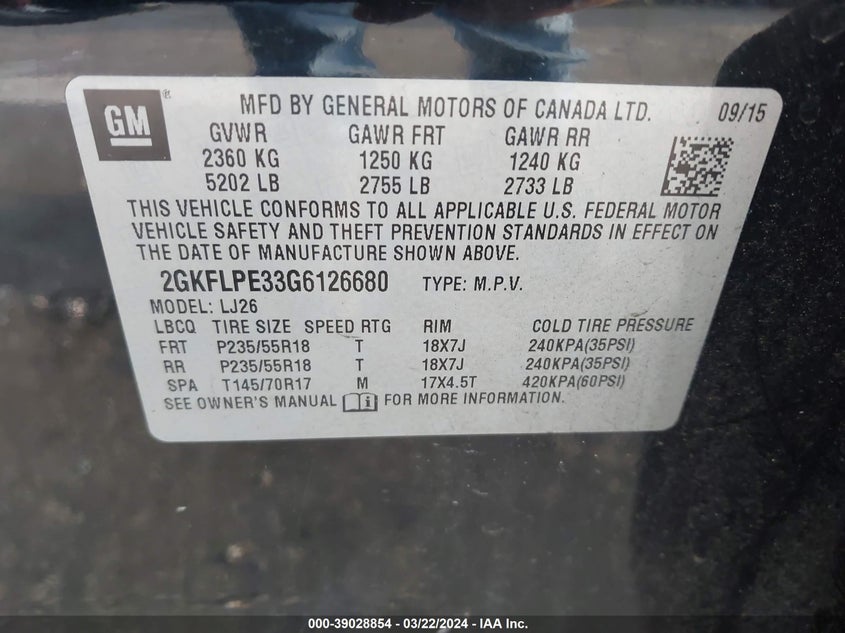 GM ® MFD BY GENERAL MOTORS OF CANADA LTD. 09/15
GVWR GAWR FRT GAWR RR
2360 KG 1250 KG 1240 KG
5202 LB 2755 LB 2733 LB
THIS VEHICLE CONFORMS TO ALL APPLICABLE U.S. FEDERAL MOTOR
VEHICLE SAFETY AND THEFT PREVENTION STANDARDS IN EFFECT ON
THE DATE OF MANUFACTURE SHOWN ABOVE.
2GKFLPE33G6126680 TYPE: M.P.V.
MODEL: LJ26
LBCQ TIRE SIZE SPEED RTG RIM COLD TIRE PRESSURE
FRT P235/55R18 T 18X7J 240KPA(35PSI)
RR P235/55R18 T 18X7J 240KPA(35PSI)
SPA T145/70R17 M 17X4.5T 420KPA(60PSI)
SEE OWNER'S MANUAL i FOR MORE INFORMATION.
000-39028854 - 03/22/2024 - IAA Inc.